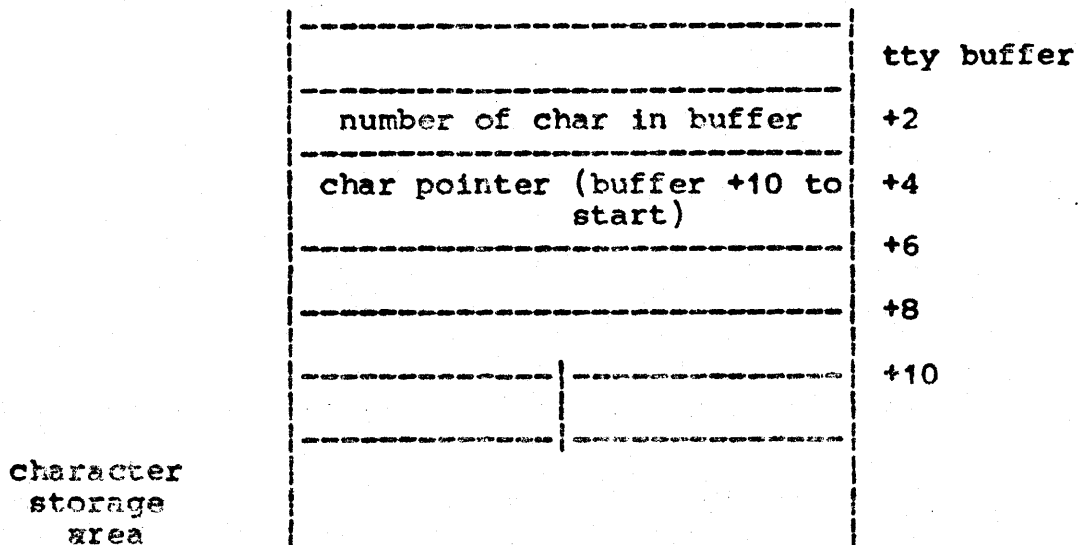 tty buffer
number of char in buffer +2
char pointer (buffer +10 to +4
start)
+6
+8
+10
character
storage
area